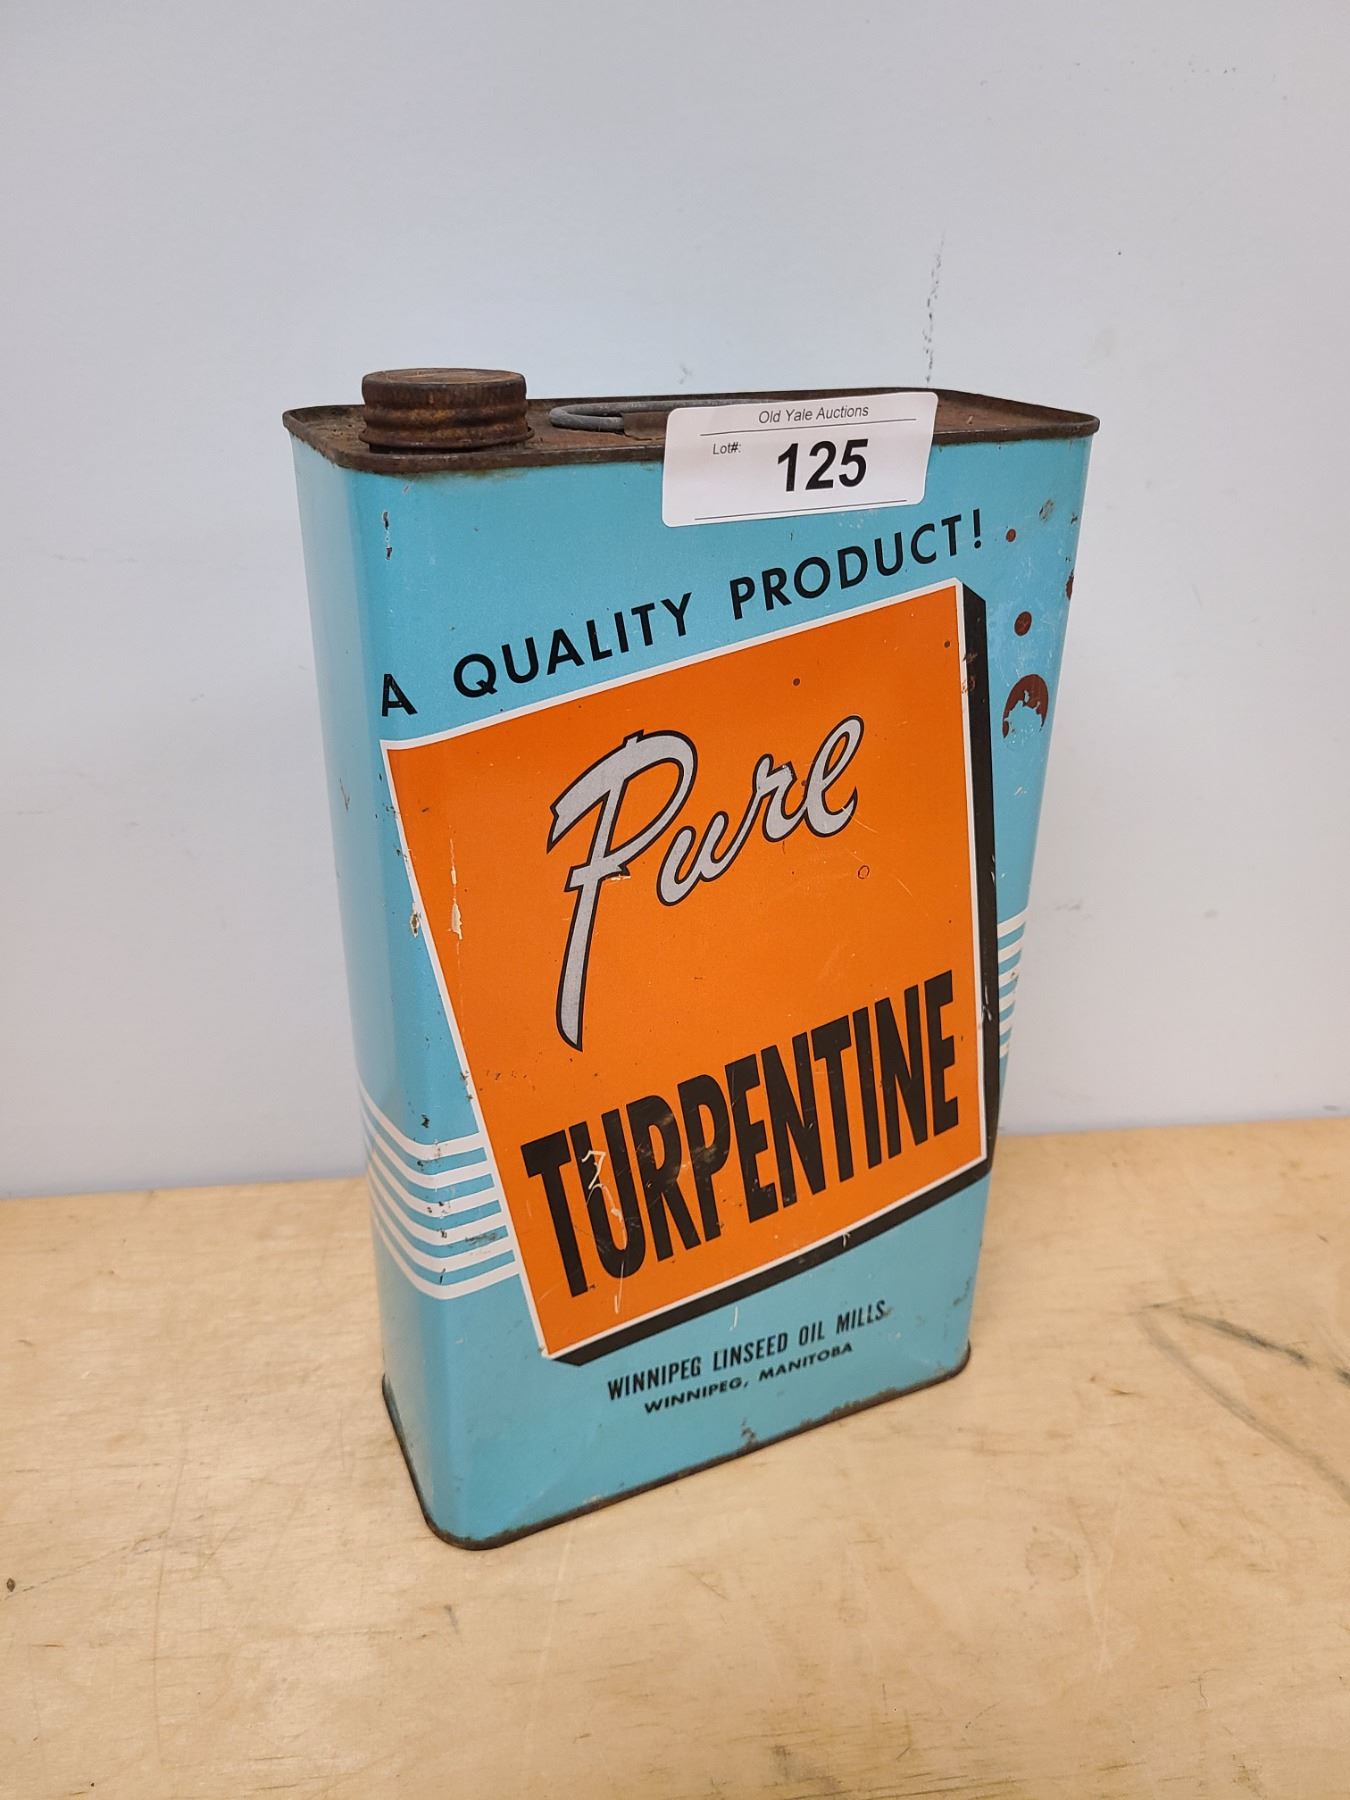 Old Yale Auctions
Lot#: 125
A QUALITY PRODUCT!
Pure
TURPENTINE
WINNIPEG LINSEED OIL MILLS
WINNIPEG, MANITOBA